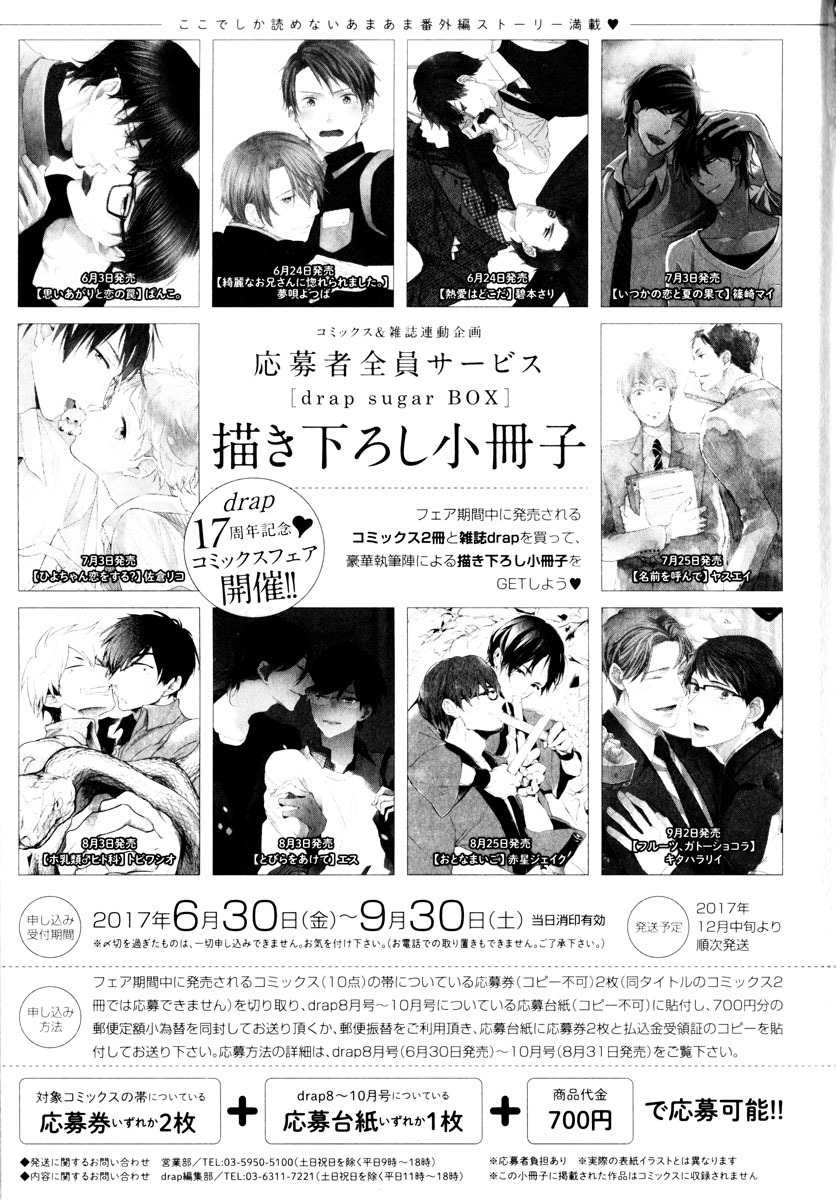 ここでしか読めないあまあま番外編ストーリー満載♥
6月3日発売
【思いあがりと恋の罠】ぱんこ。
6月24日発売
【綺麗なお兄さんに惚れられました。】
夢唄よつば
6月24日発売
【熱愛はどこだ】碧本さり
7月3日発売
【いつかの恋と夏の果て】篠崎マイ
コミックス&雑誌連動企画
応募者全員サービス
[drap sugar BOX]
描き下ろし小冊子
drap
17周年記念♥
コミックスフェア
開催!!
フェア期間中に発売される
コミックス2冊と雑誌drapを買って、
豪華執筆陣による描き下ろし小冊子を
GETしよう♥
7月3日発売
【ひよちゃん恋をする?】佐倉リコ
7月25日発売
【名前を呼んで】ヤスエイ
8月3日発売
【ホ乳類♂ヒト科】トビワシオ
8月3日発売
【とびらをあけて】エス
8月25日発売
【おとなまいご】赤星ジェイク
9月2日発売
【フルーツ、ガトーショコラ】
キタハラリイ
申し込み
受付期間
2017年6月30日(金)~9月30日(土) 当日消印有効
※〆切を過ぎたものは、一切申し込みできません。お気を付け下さい。(お電話での取り置きもできません。ご了承下さい。)
発送予定
2017年
12月中旬より
順次発送
申し込み
方法
フェア期間中に発売されるコミックス(10点)の帯についている応募券(コピー不可)2枚(同タイトルのコミックス2
冊では応募できません)を切り取り、drap8月号~10月号についている応募台紙(コピー不可)に貼付し、700円分の
郵便定額小為替を同封してお送り頂くか、郵便振替をご利用頂き、応募台紙に応募券2枚と払込金受領証のコピーを貼
付してお送り下さい。応募方法の詳細は、drap8月号(6月30日発売)~10月号(8月31日発売)をご覧下さい。
対象コミックスの帯についている
応募券いずれか2枚
+
drap8~10月号についている
応募台紙いずれか1枚
+
商品代金
700円
で応募可能!!
◆発送に関するお問い合わせ 営業部/TEL:03-5950-5100(土日祝日を除く平日9時~18時)
◆内容に関するお問い合わせ drap編集部/TEL:03-6311-7221(土日祝日を除く平日11時~18時)
※応募者負担あり ※実際の表紙イラストとは異なります
※この小冊子に掲載された作品はコミックスに収録されません